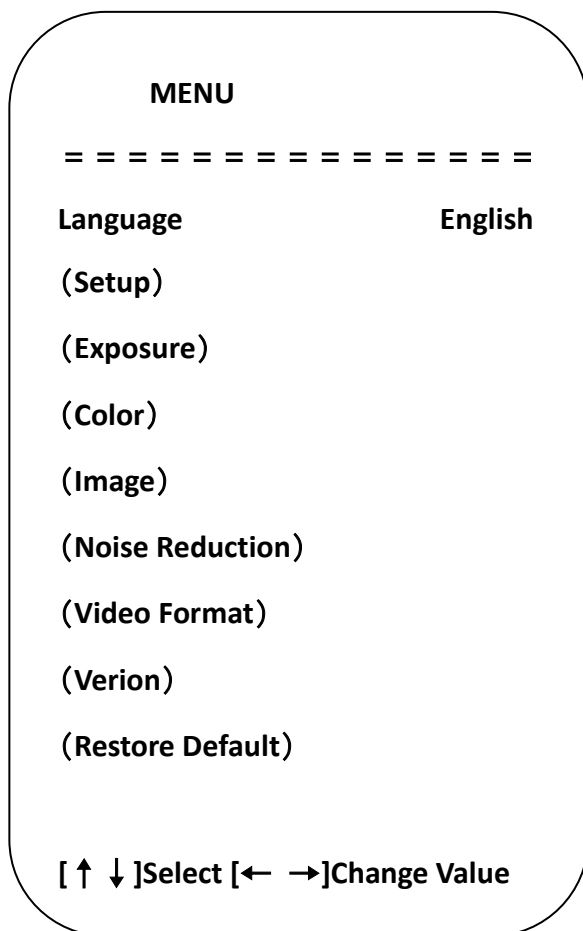 MENU
= = = = = = = = = = = = = = =
Language English
（Setup）
（Exposure）
（Color）
（Image）
（Noise Reduction）
（Video Format）
（Verion）
（Restore Default）
[↑ ↓]Select [← →]Change Value